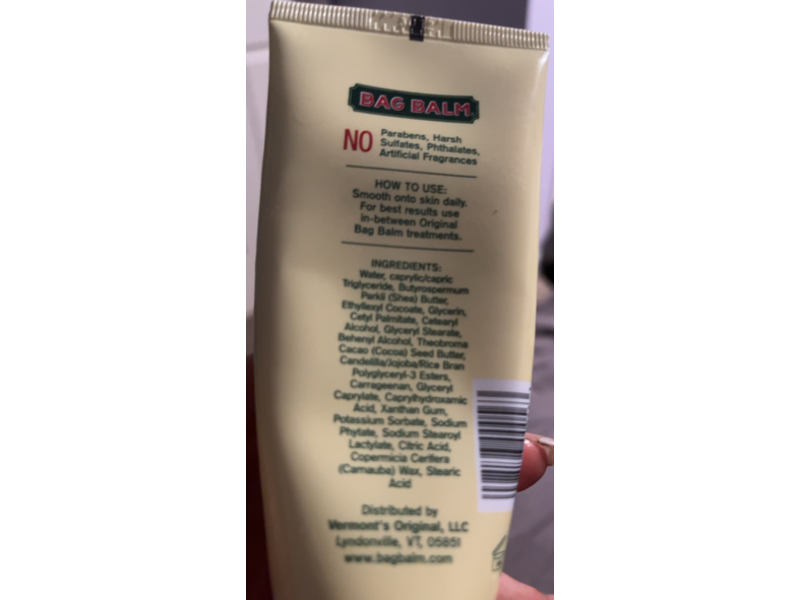 BAG BALM
NO Parabens, Harsh
Sulfates, Phthalates,
Artificial Fragrances
HOW TO USE:
Smooth onto skin daily.
For best results use
in-between Original
Bag Balm treatments.
INGREDIENTS:
Water, caprylic/capric
Triglyceride, Butyrospermum
Parkii (Shea) Butter,
Ethylhexyl Cocoate, Glycerin,
Cetyl Palmitate, Cetearyl
Alcohol, Glyceryl Stearate,
Behenyl Alcohol, Theobroma
Cacao (Cocoa) Seed Butter,
Candelilla/Jojoba/Rice Bran
Polyglyceryl-3 Esters,
Carrageenan, Glyceryl
Caprylate, Caprylhydroxamic
Acid, Xanthan Gum,
Potassium Sorbate, Sodium
Phytate, Sodium Stearoyl
Lactylate, Citric Acid,
Copernicia Cerifera
(Carnauba) Wax, Stearic
Acid
Distributed by
Vermont's Original, LLC
Lyndonville, VT, 05851
www.bagbalm.com